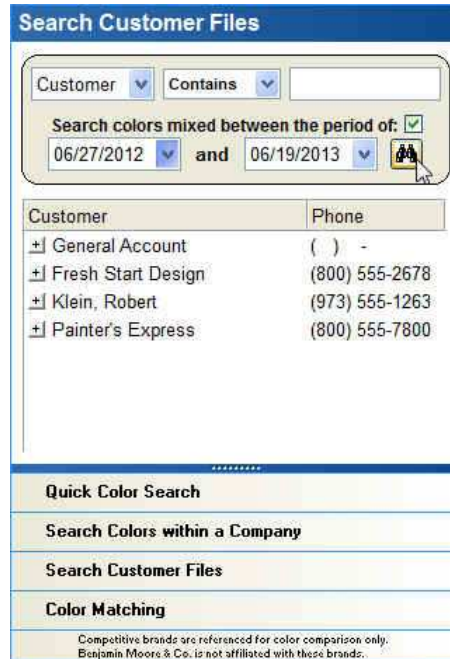 Search Customer Files
Customer Contains
Search colors mixed between the period of:
06/27/2012 and 06/19/2013
Customer Phone
General Account ( ) -
Fresh Start Design (800) 555-2678
Klein, Robert (973) 555-1263
Painter's Express (800) 555-7800
Quick Color Search
Search Colors within a Company
Search Customer Files
Color Matching
Competitive brands are referenced for color comparison only.
Benjamin Moore & Co. is not affiliated with these brands.